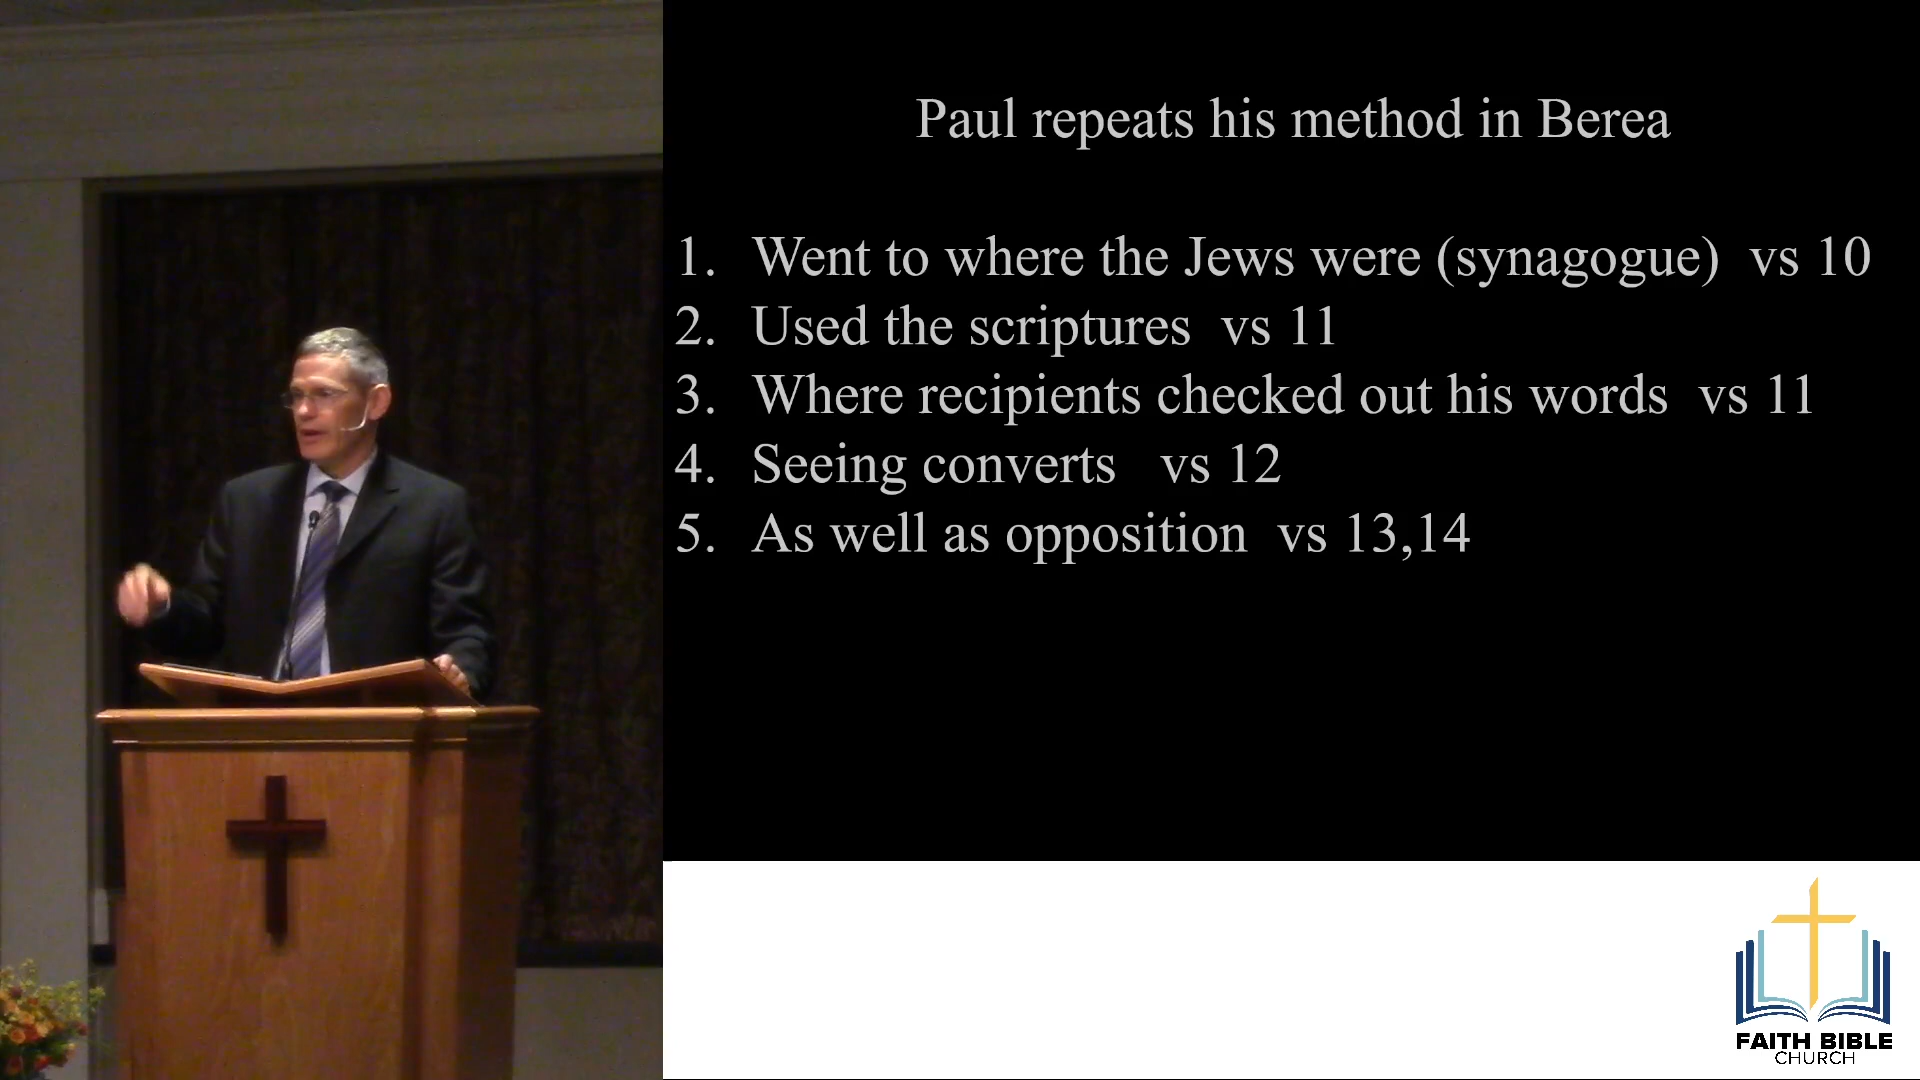 Paul repeats his method in Berea
1. Went to where the Jews were (synagogue) vs 10
2. Used the scriptures vs 11
3. Where recipients checked out his words vs 11
4. Seeing converts vs 12
5. As well as opposition vs 13,14
FAITH BIBLE
CHURCH